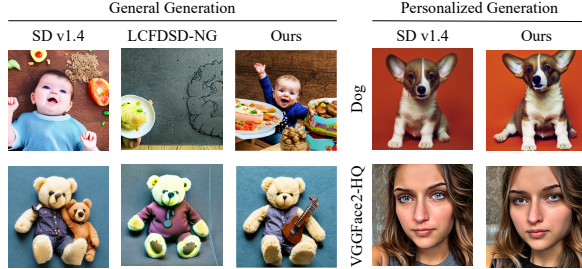 General Generation
Personalized Generation
SD v1.4
LCFDSD-NG
Ours
SD v1.4
Ours
Dog
VGGFace2-HQ